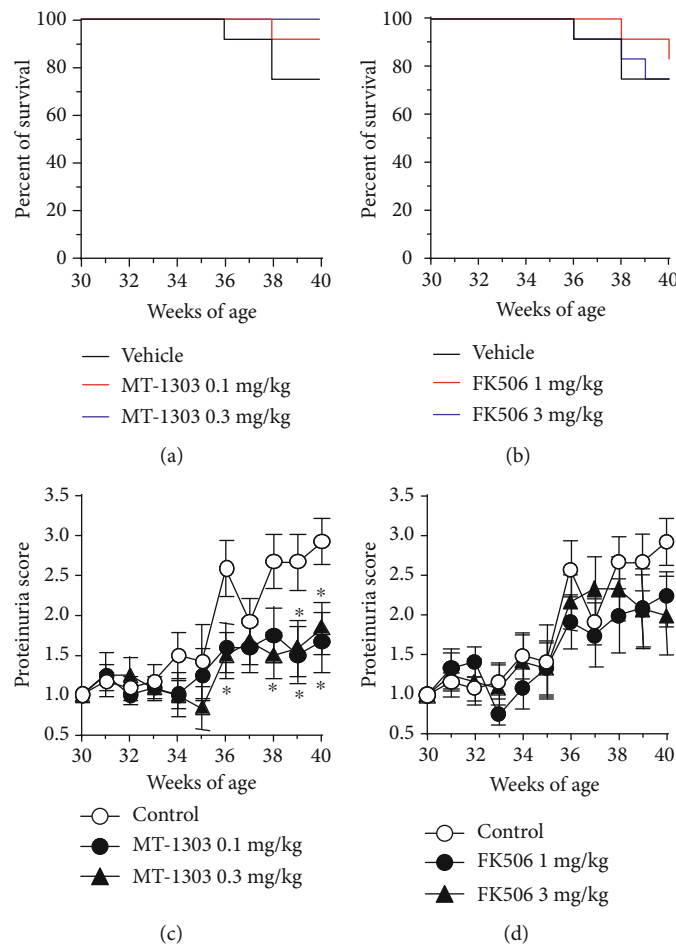 100
80
60
40
20
0
Percent of survival
30 32 34 36 38 40
Weeks of age
Vehicle
MT-1303 0.1 mg/kg
MT-1303 0.3 mg/kg
(a)
100
80
60
40
20
0
Percent of survival
30 32 34 36 38 40
Weeks of age
Vehicle
FK506 1 mg/kg
FK506 3 mg/kg
(b)
3.5
3.0
2.5
2.0
1.5
1.0
0.5
Proteinuria score
* *
* * * *
30 32 34 36 38 40
Weeks of age
Control
MT-1303 0.1 mg/kg
MT-1303 0.3 mg/kg
(c)
3.5
3.0
2.5
2.0
1.5
1.0
0.5
Proteinuria score
30 32 34 36 38 40
Weeks of age
Control
FK506 1 mg/kg
FK506 3 mg/kg
(d)